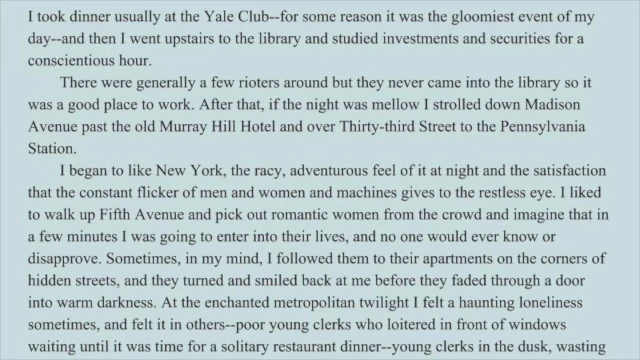 I took dinner usually at the Yale Club--for some reason it was the gloomiest event of my
day--and then I went upstairs to the library and studied investments and securities for a
conscientious hour.
There were generally a few rioters around but they never came into the library so it
was a good place to work. After that, if the night was mellow I strolled down Madison
Avenue past the old Murray Hill Hotel and over Thirty-third Street to the Pennsylvania
Station.
I began to like New York, the racy, adventurous feel of it at night and the satisfaction
that the constant flicker of men and women and machines gives to the restless eye. I liked
to walk up Fifth Avenue and pick out romantic women from the crowd and imagine that in
a few minutes I was going to enter into their lives, and no one would ever know or
disapprove. Sometimes, in my mind, I followed them to their apartments on the corners of
hidden streets, and they turned and smiled back at me before they faded through a door
into warm darkness. At the enchanted metropolitan twilight I felt a haunting loneliness
sometimes, and felt it in others--poor young clerks who loitered in front of windows
waiting until it was time for a solitary restaurant dinner--young clerks in the dusk, wasting